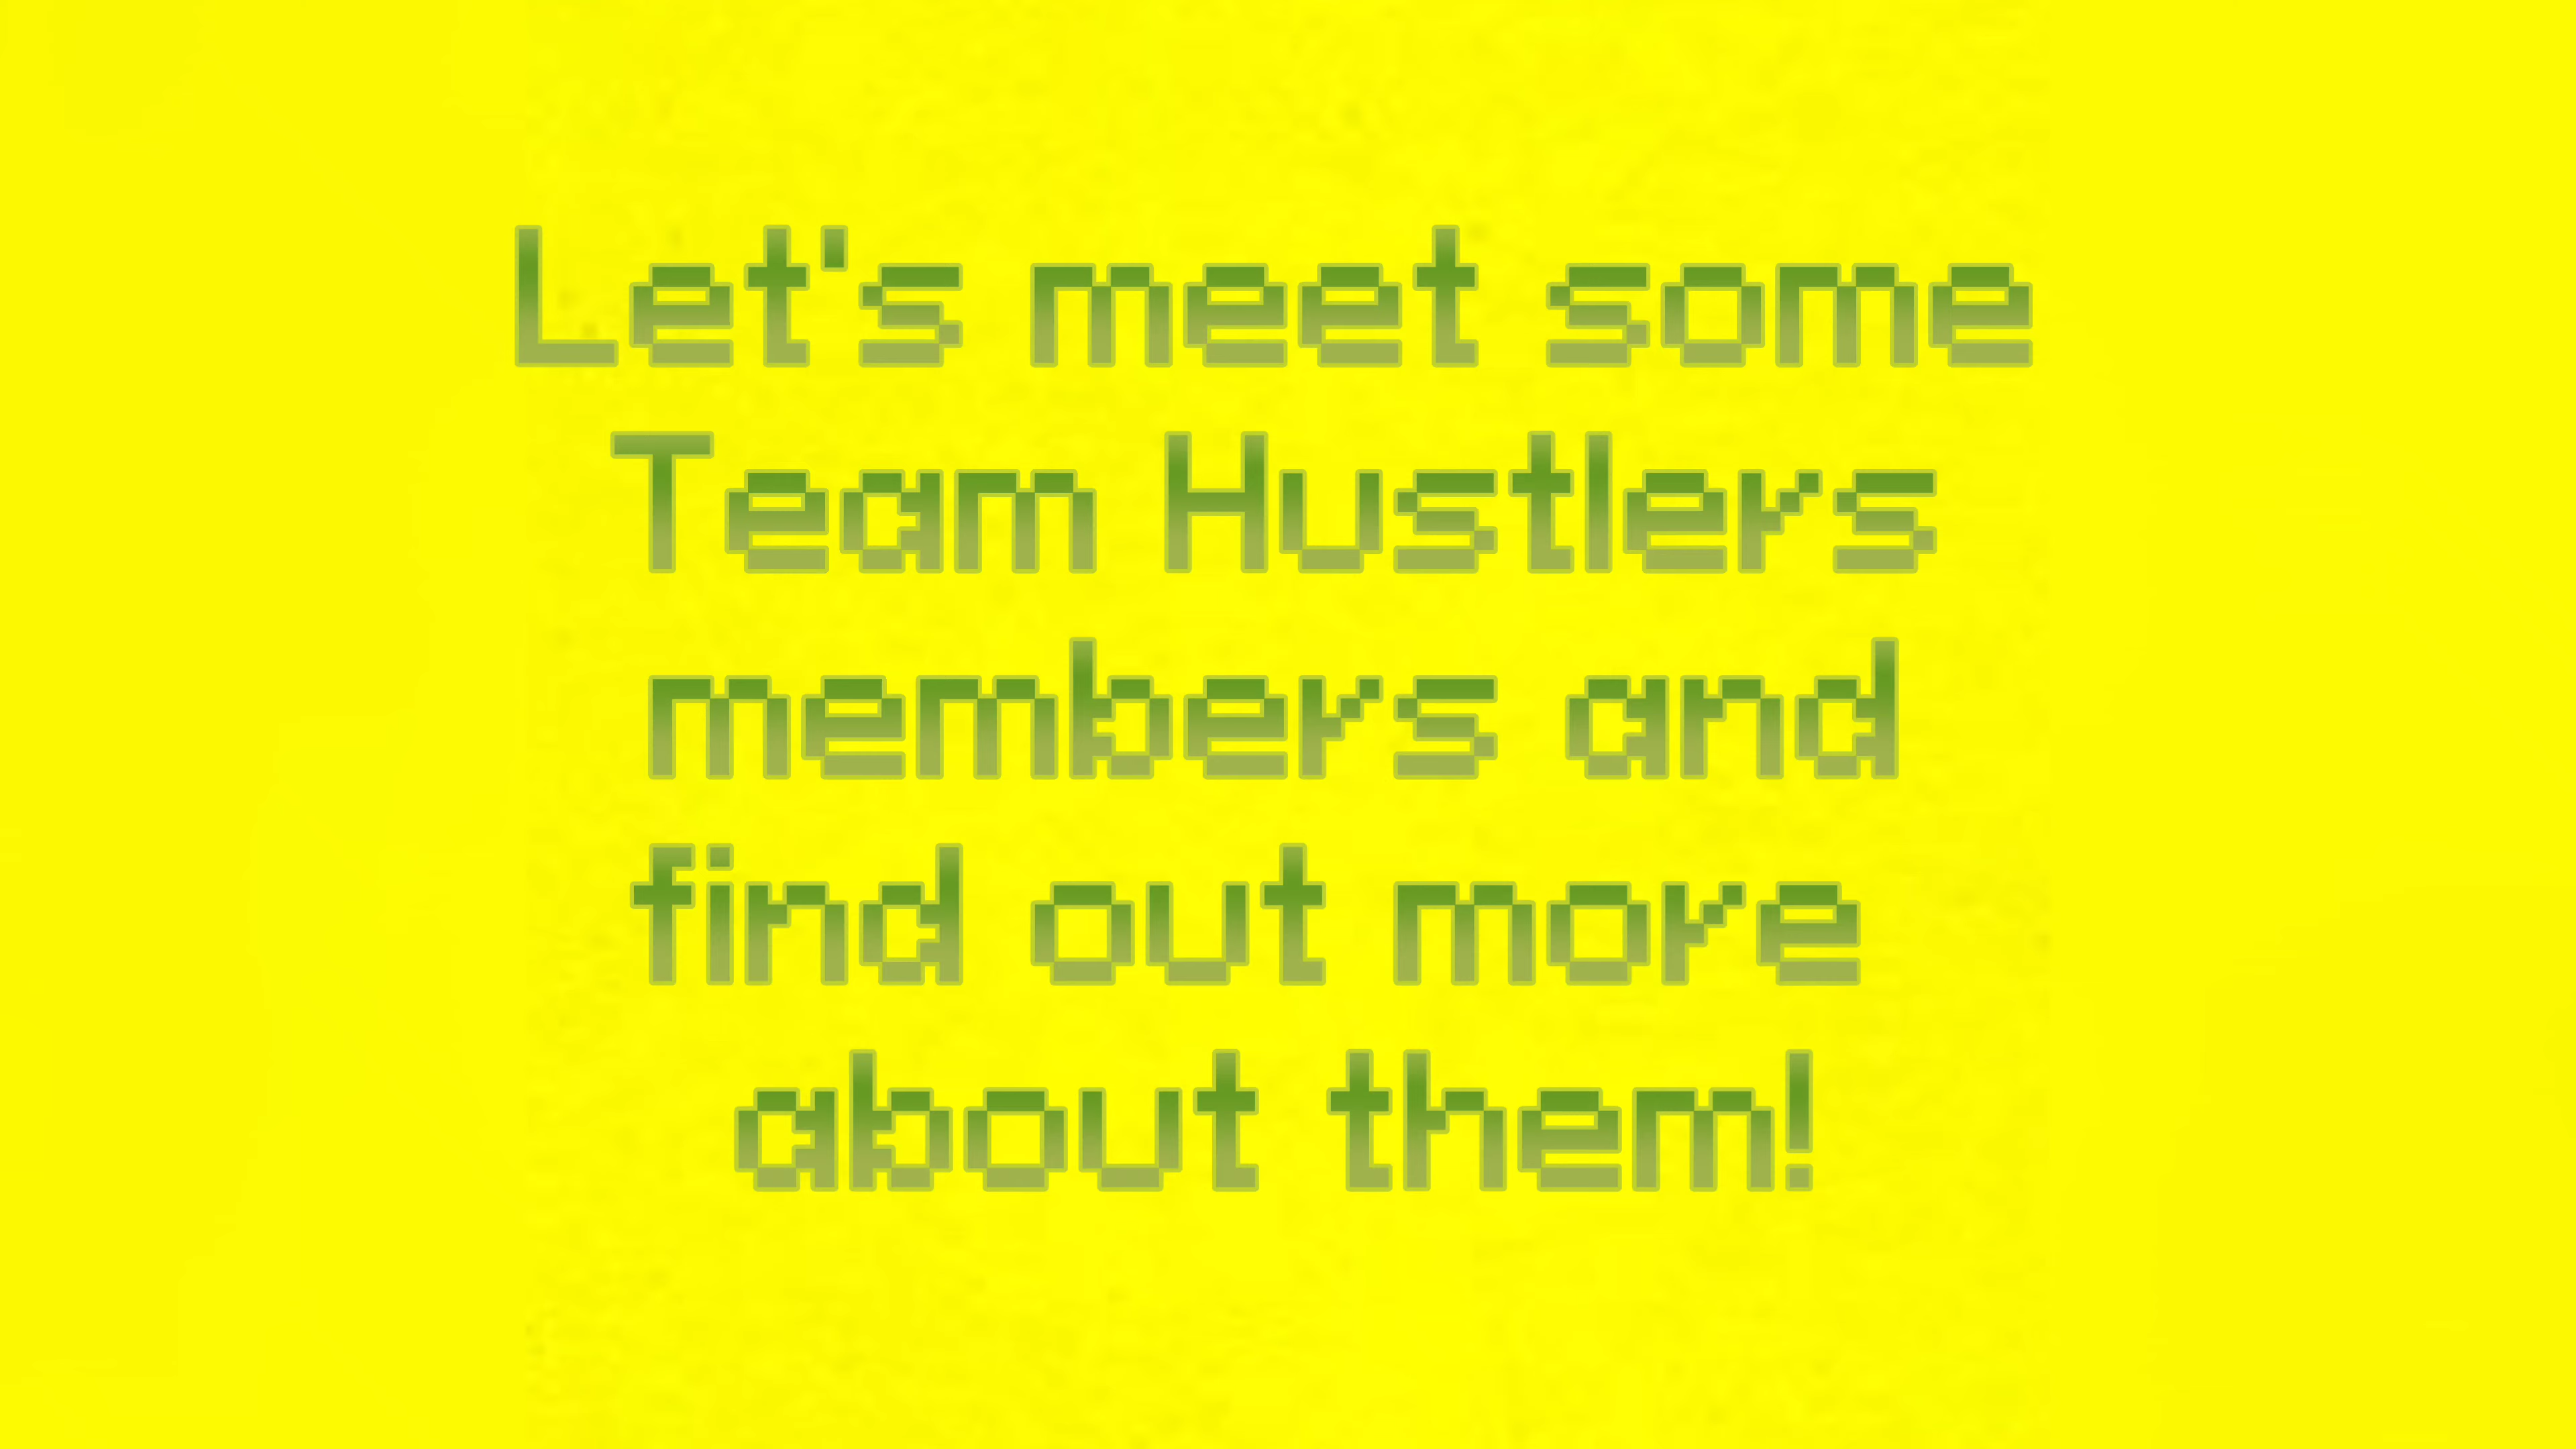 Let's meet some
Team Hustlers
members and
find out more
about them!